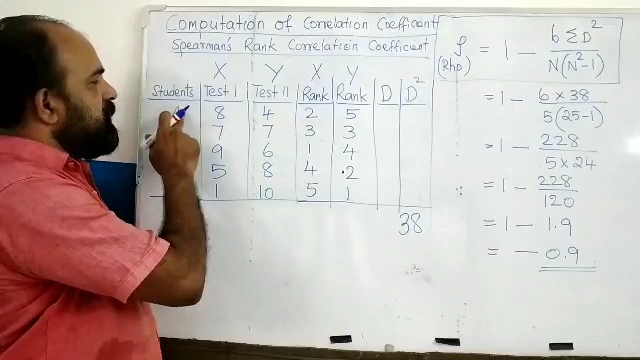 Computation of Correlation Coefficient
Spearman's Rank Correlation Coefficient
X Y X Y
Students Test I Test II Rank Rank D D²
8 4 2 5
7 7 3 3
9 6 1 4
5 8 4 2
1 10 5 1
38
ρ (Rho) = 1 - 6 ΣD² / N(N²-1)
= 1 - 6 × 38 / 5(25-1)
= 1 - 228 / 5 × 24
= 1 - 228 / 120
= 1 - 1.9
= - 0.9